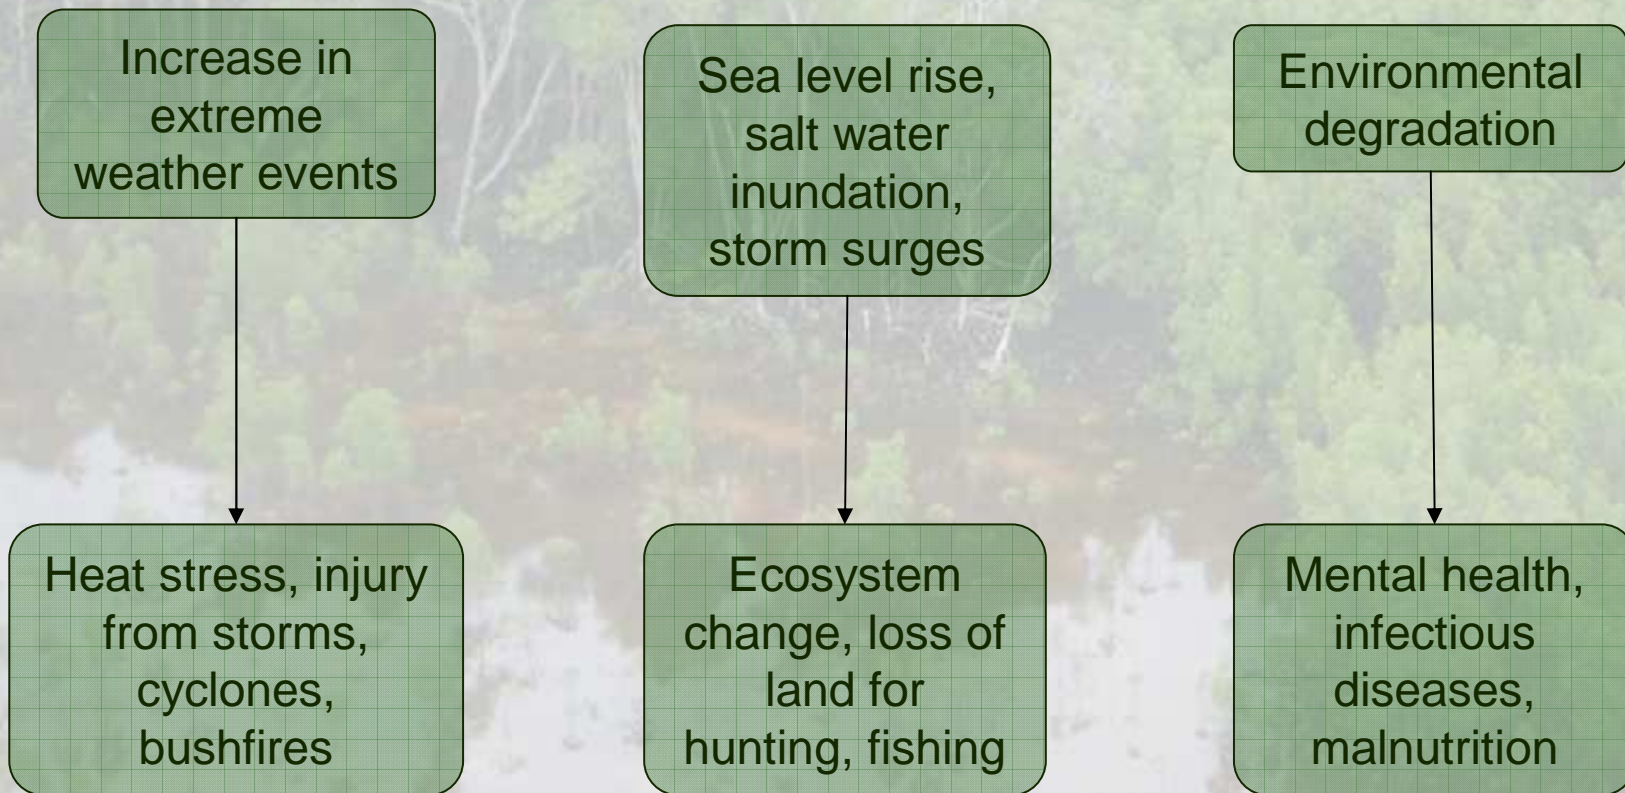 Increase in
extreme
weather events
Sea level rise,
salt water
inundation,
storm surges
Environmental
degradation
Heat stress, injury
from storms,
cyclones,
bushfires
Ecosystem
change, loss of
land for
hunting, fishing
Mental health,
infectious
diseases,
malnutrition